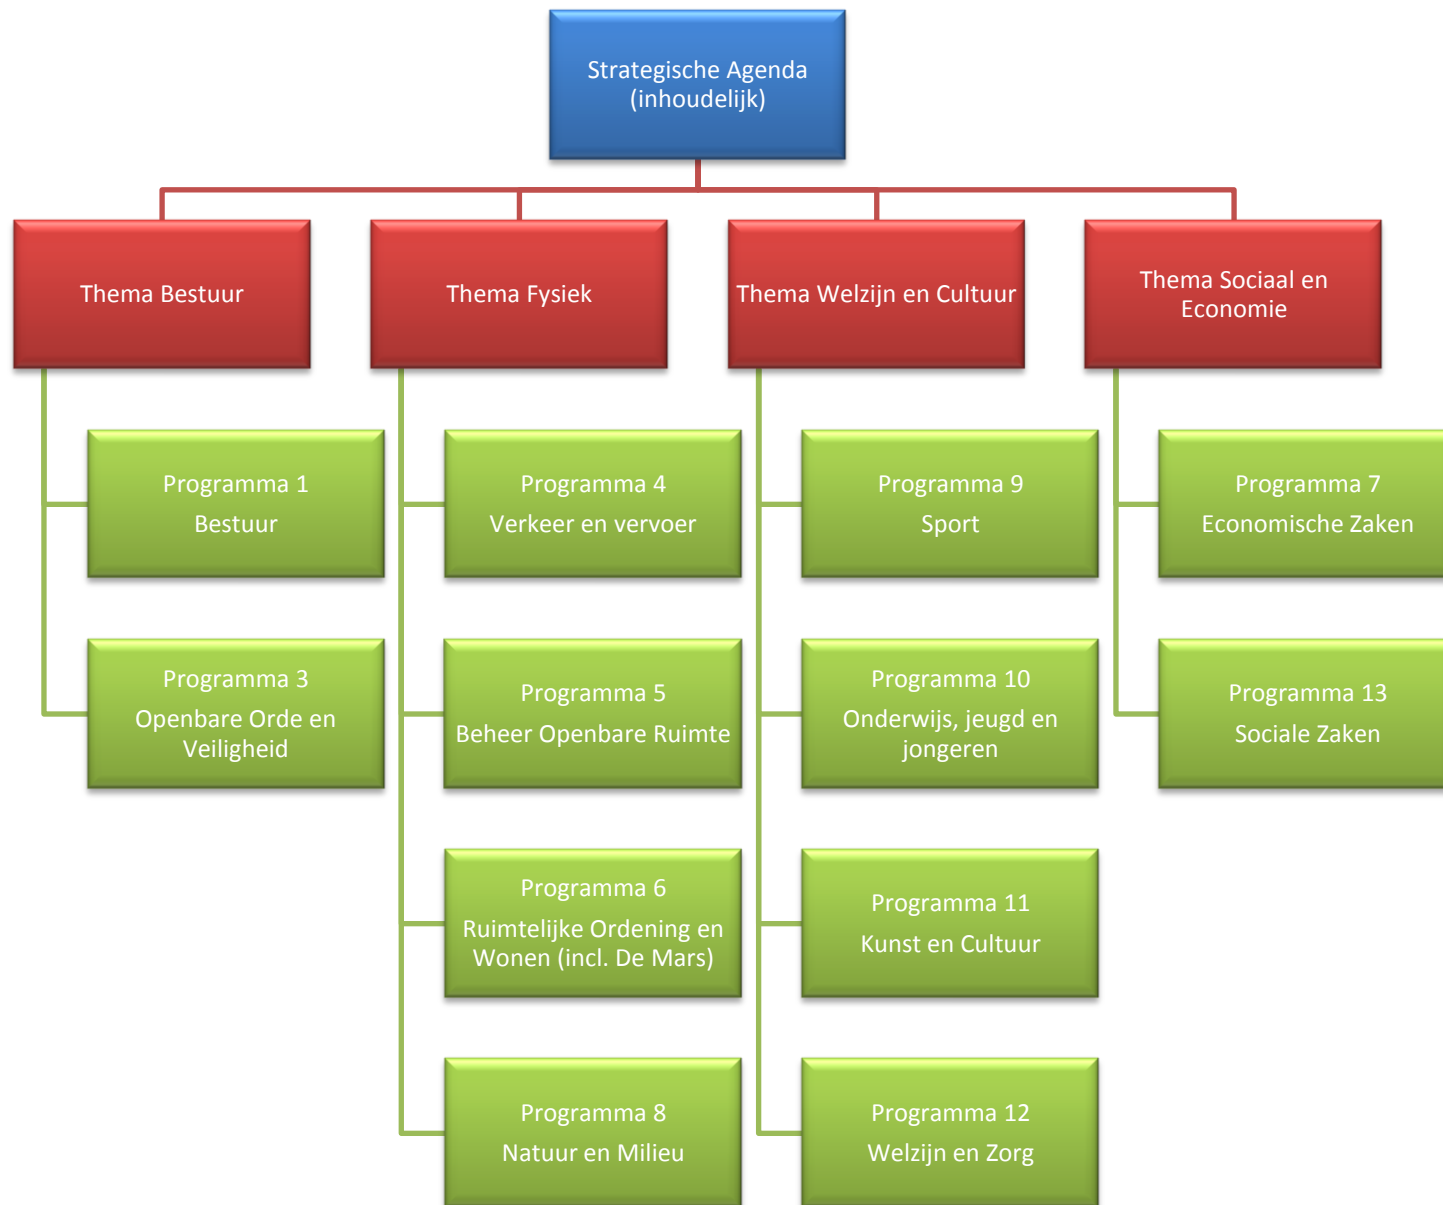 Strategische Agenda
(inhoudelijk)
Thema Bestuur
Thema Fysiek
Thema Welzijn en Cultuur
Thema Sociaal en
Economie
Programma 1
Bestuur
Programma 3
Openbare Orde en
Veiligheid
Programma 4
Verkeer en vervoer
Programma 5
Beheer Openbare Ruimte
Programma 6
Ruimtelijke Ordening en
Wonen (incl. De Mars)
Programma 8
Natuur en Milieu
Programma 9
Sport
Programma 10
Onderwijs, jeugd en
jongeren
Programma 11
Kunst en Cultuur
Programma 12
Welzijn en Zorg
Programma 7
Economische Zaken
Programma 13
Sociale Zaken